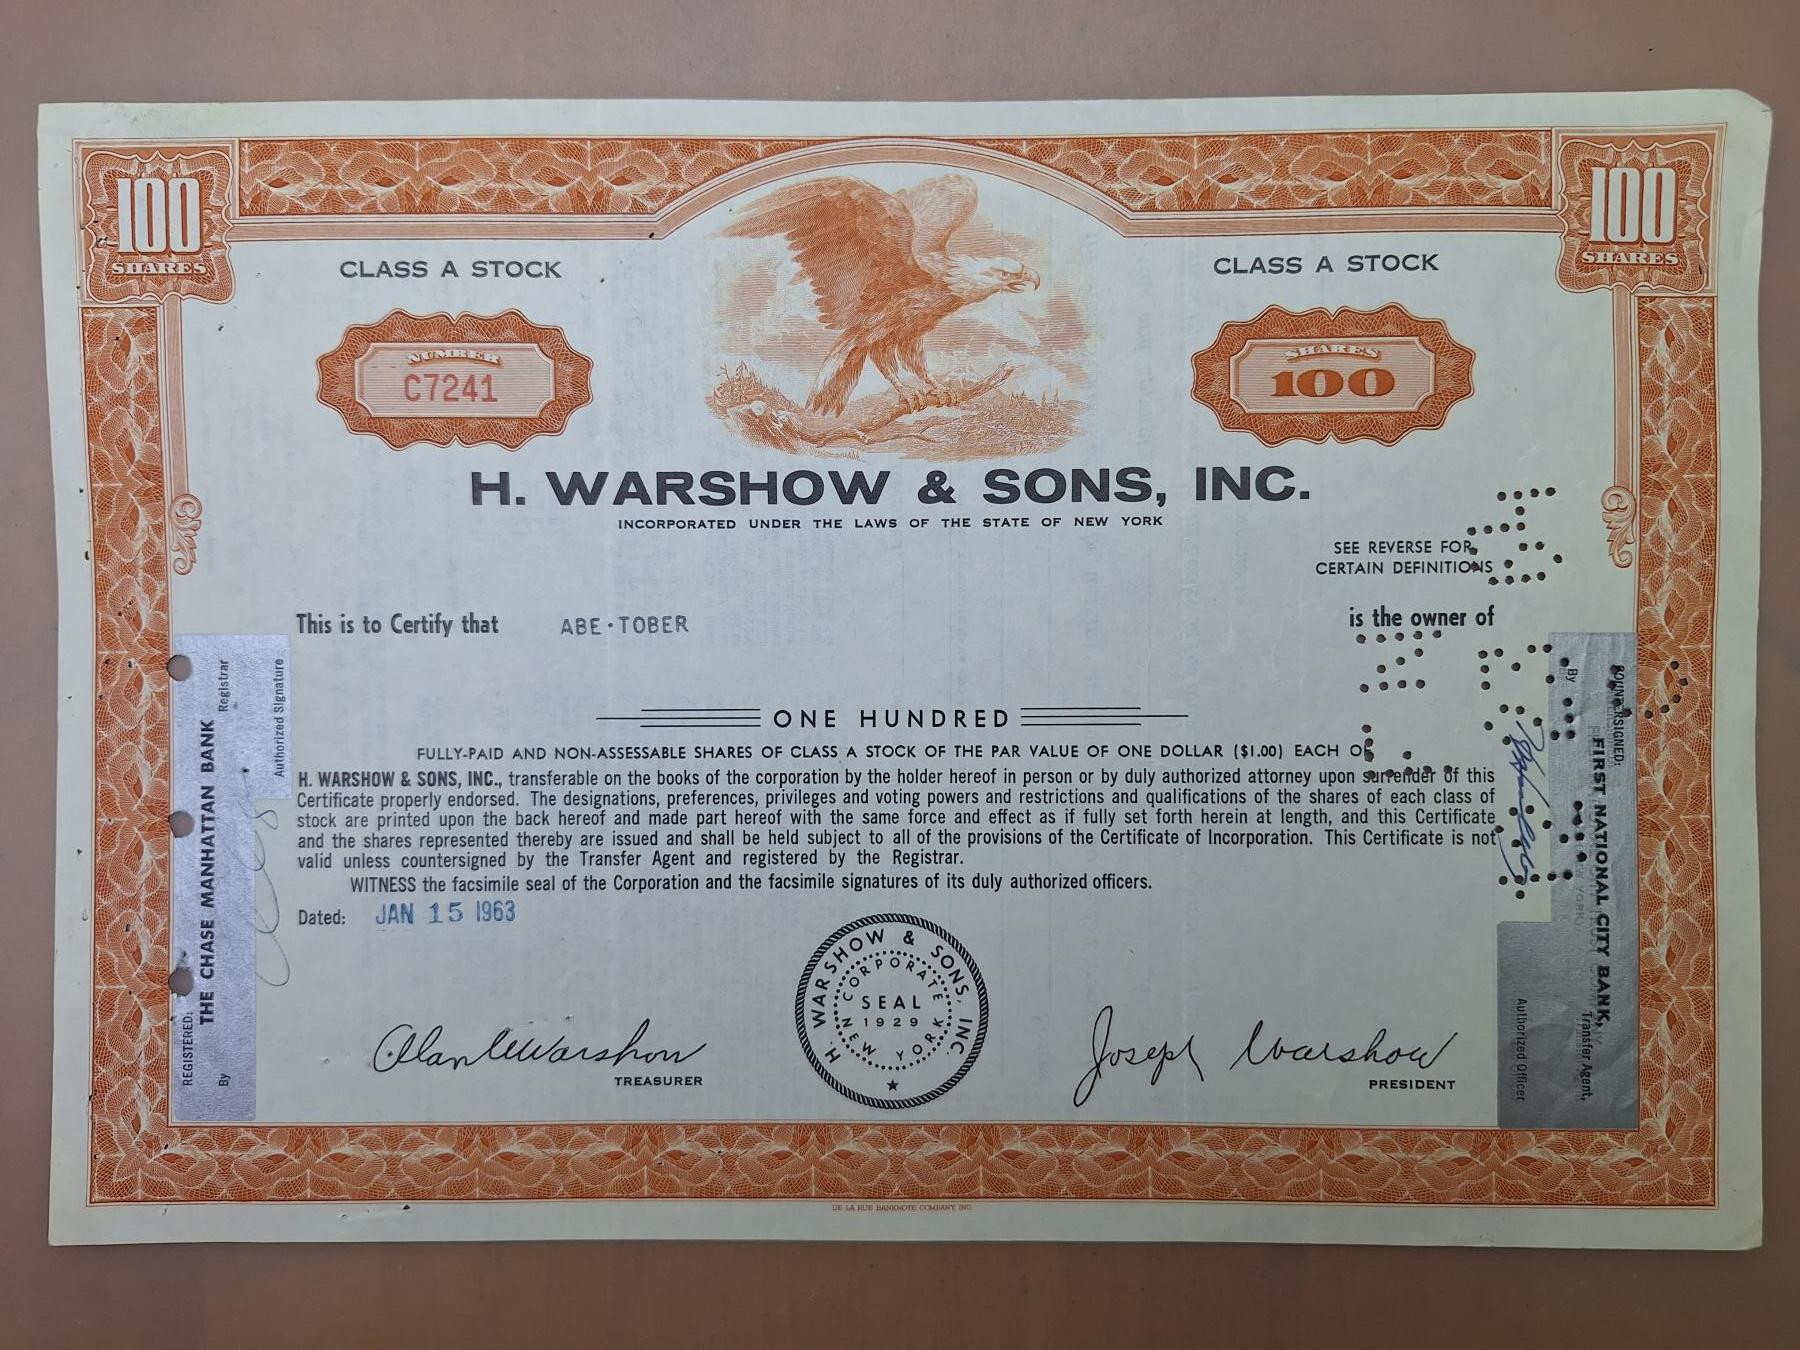 100
SHARES
100
SHARES
CLASS A STOCK
CLASS A STOCK
NUMBER
C7241
SHARES
100
H. WARSHOW & SONS, INC.
INCORPORATED UNDER THE LAWS OF THE STATE OF NEW YORK
SEE REVERSE FOR
CERTAIN DEFINITIONS
This is to Certify that ABE·TOBER is the owner of
ONE HUNDRED
FULLY-PAID AND NON-ASSESSABLE SHARES OF CLASS A STOCK OF THE PAR VALUE OF ONE DOLLAR ($1.00) EACH OF
H. WARSHOW & SONS, INC., transferable on the books of the corporation by the holder hereof in person or by duly authorized attorney upon surrender of this
Certificate properly endorsed. The designations, preferences, privileges and voting powers and restrictions and qualifications of the shares of each class of
stock are printed upon the back hereof and made part hereof with the same force and effect as if fully set forth herein at length, and this Certificate
and the shares represented thereby are issued and shall be held subject to all of the provisions of the Certificate of Incorporation. This Certificate is not
valid unless countersigned by the Transfer Agent and registered by the Registrar.
WITNESS the facsimile seal of the Corporation and the facsimile signatures of its duly authorized officers.
Dated: JAN 15 1963
H. WARSHOW & SONS, INC.
CORPORATE
SEAL
1929
NEW YORK
Alan Warshow
TREASURER
Joseph Warshow
PRESIDENT
REGISTERED:
THE CHASE MANHATTAN BANK
Registrar
By
Authorized Signature
COUNTERSIGNED:
FIRST NATIONAL CITY BANK,
Transfer Agent,
By
Authorized Officer
DE LA RUE BANKNOTE COMPANY INC.